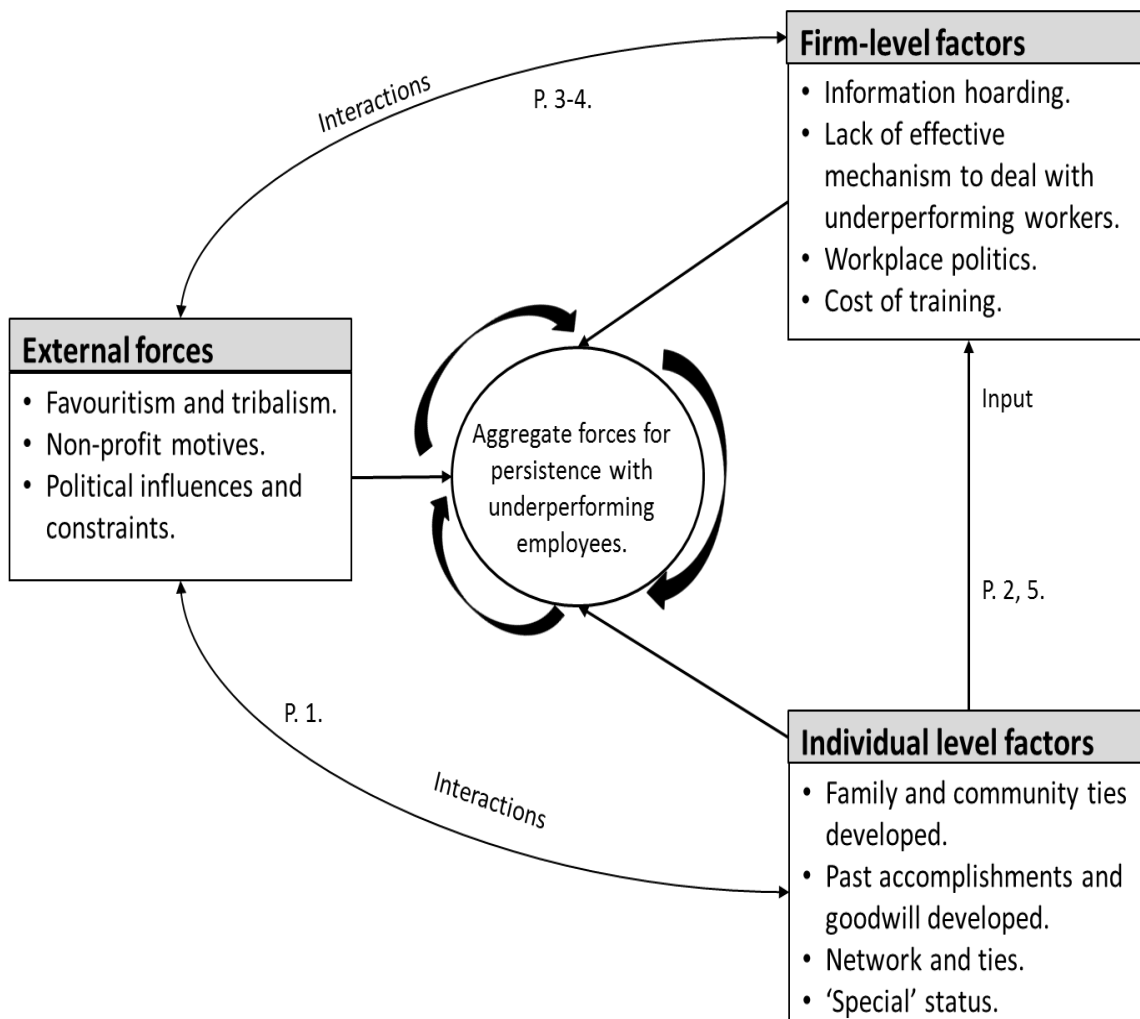 Firm-level factors
• Information hoarding.
• Lack of effective
mechanism to deal with
underperforming workers.
• Workplace politics.
• Cost of training.
Interactions
P. 3-4.
External forces
• Favouritism and tribalism.
• Non-profit motives.
• Political influences and
constraints.
Aggregate forces for
persistence with
underperforming
employees.
Input
P. 2, 5.
P. 1.
Interactions
Individual level factors
• Family and community ties
developed.
• Past accomplishments and
goodwill developed.
• Network and ties.
• ‘Special’ status.